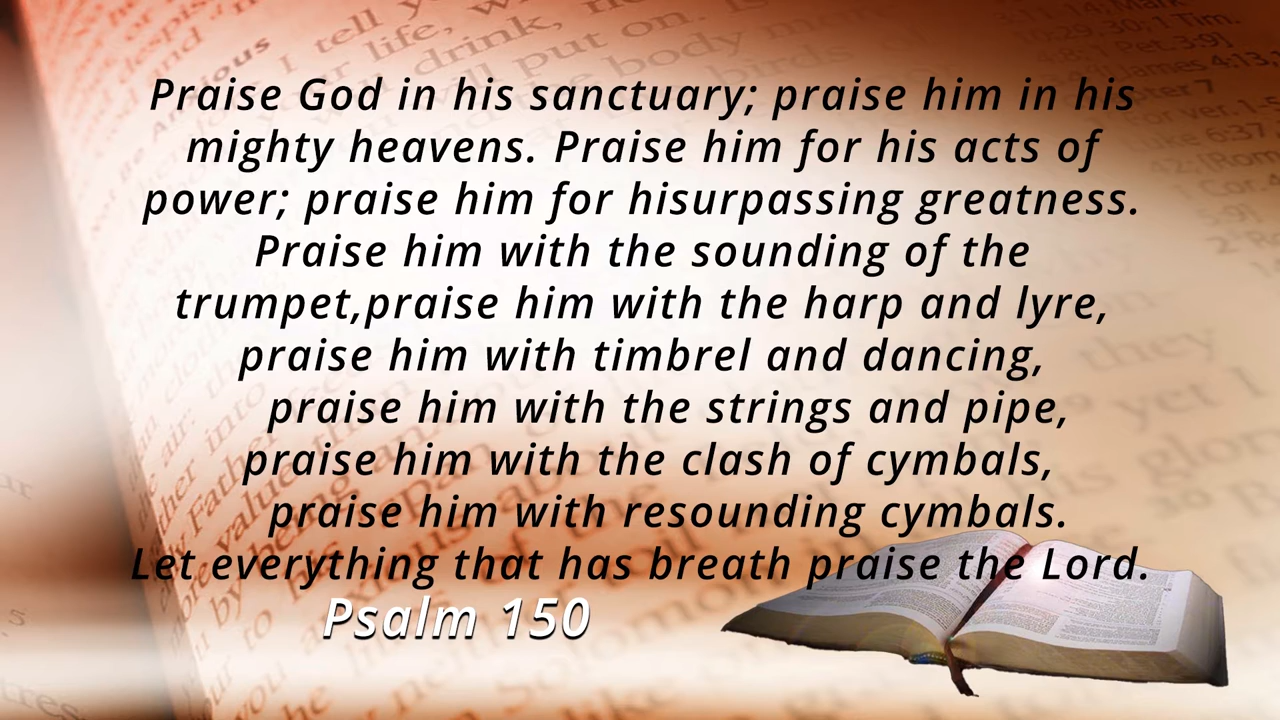 Praise God in his sanctuary; praise him in his
mighty heavens. Praise him for his acts of
power; praise him for hisurpassing greatness.
Praise him with the sounding of the
trumpet,praise him with the harp and lyre,
praise him with timbrel and dancing,
praise him with the strings and pipe,
praise him with the clash of cymbals,
praise him with resounding cymbals.
Let everything that has breath praise the Lord.
Psalm 150